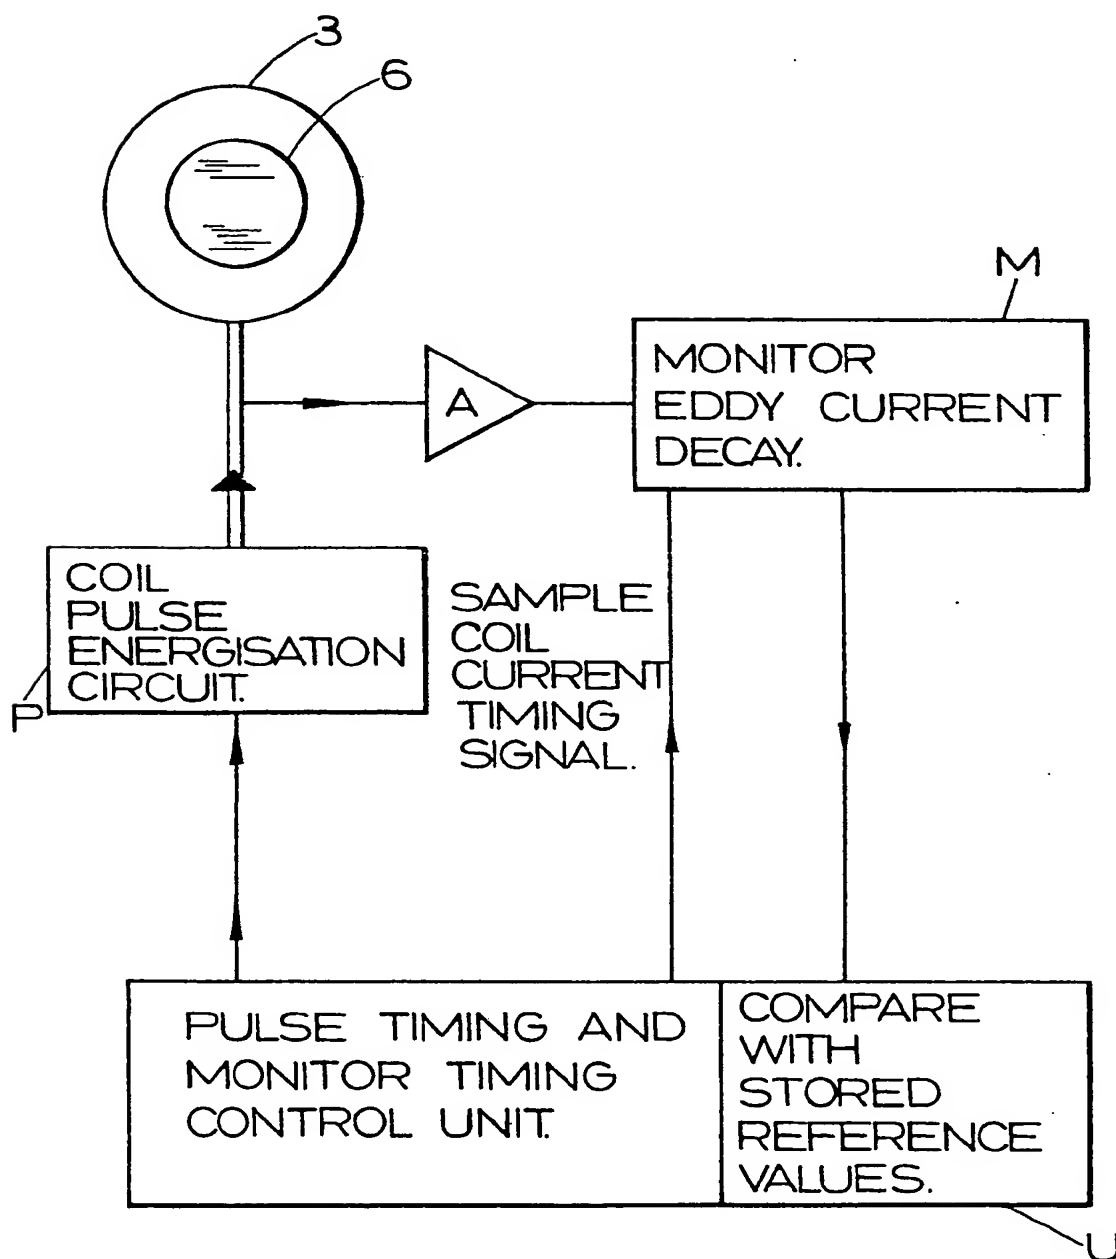 3
6
M
MONITOR
EDDY CURRENT
DECAY.
A
COIL
PULSE
ENERGISATION
CIRCUIT.
P
SAMPLE
COIL
CURRENT
TIMING
SIGNAL.
PULSE TIMING AND
MONITOR TIMING
CONTROL UNIT.
COMPARE
WITH
STORED
REFERENCE
VALUES.
U